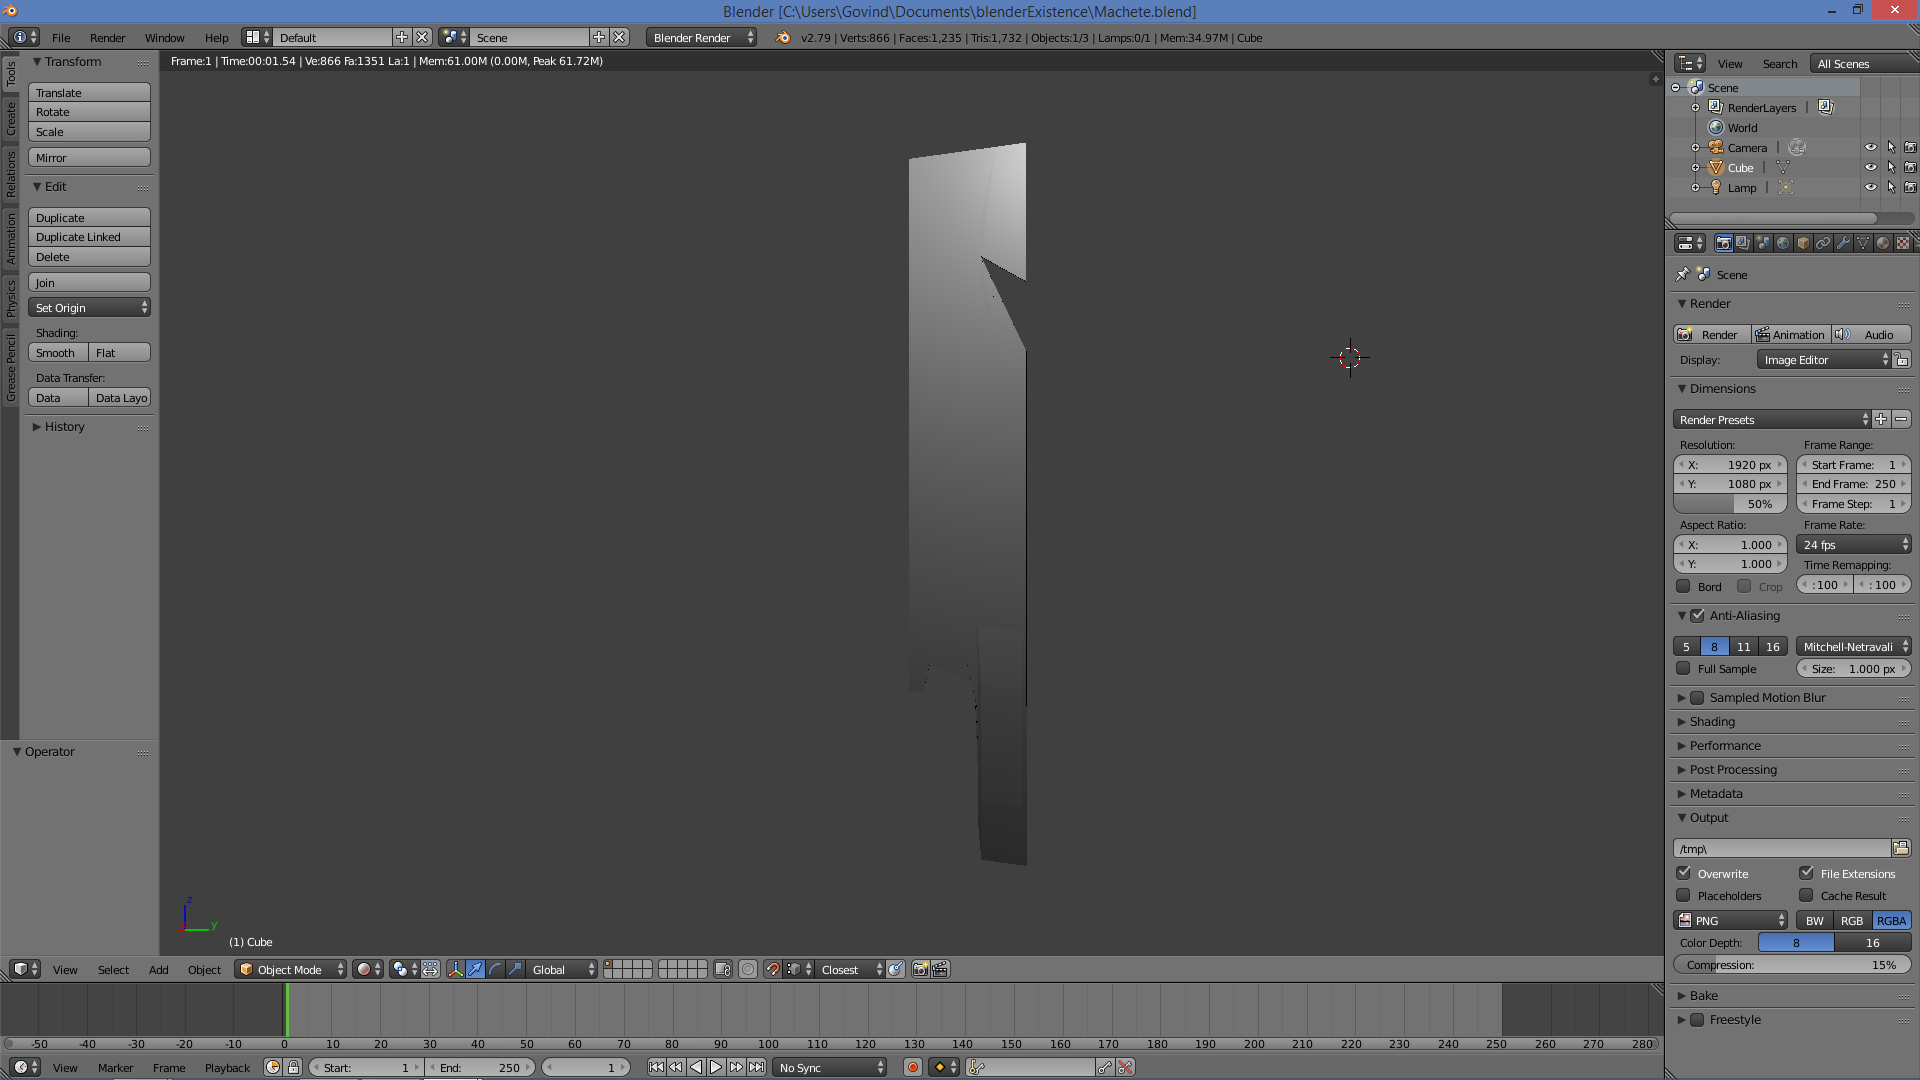 Blender [C:\Users\Govind\Documents\blenderExistence\Machete.blend]
File Render Window Help Default Scene Blender Render v2.79 | Verts:866 | Faces:1,235 | Tris:1,732 | Objects:1/3 | Lamps:0/1 | Mem:34.97M | Cube
Frame:1 | Time:00:01.54 | Ve:866 Fa:1351 La:1 | Mem:61.00M (0.00M, Peak 61.72M)
Tools
Create
Relations
Animation
Physics
Grease Pencil
Transform
Translate
Rotate
Scale
Mirror
Edit
Duplicate
Duplicate Linked
Delete
Join
Set Origin
Shading:
Smooth Flat
Data Transfer:
Data Data Layo
History
Operator
z
y
(1) Cube
View Search All Scenes
Scene
RenderLayers |
World
Camera |
Cube |
Lamp |
Scene
Render
Render Animation Audio
Display: Image Editor
Dimensions
Render Presets
Resolution: Frame Range:
X: 1920 px Start Frame: 1
Y: 1080 px End Frame: 250
50% Frame Step: 1
Aspect Ratio: Frame Rate:
X: 1.000 24 fps
Y: 1.000 Time Remapping:
Bord Crop :100 : 100
Anti-Aliasing
5 8 11 16 Mitchell-Netravali
Full Sample Size: 1.000 px
Sampled Motion Blur
Shading
Performance
Post Processing
Metadata
Output
/tmp\
Overwrite File Extensions
Placeholders Cache Result
PNG BW RGB RGBA
Color Depth: 8 16
Compression: 15%
Bake
Freestyle
View Select Add Object Object Mode Global Closest
-50 -40 -30 -20 -10 0 10 20 30 40 50 60 70 80 90 100 110 120 130 140 150 160 170 180 190 200 210 220 230 240 250 260 270 280
View Marker Frame Playback Start: 1 End: 250 1 No Sync